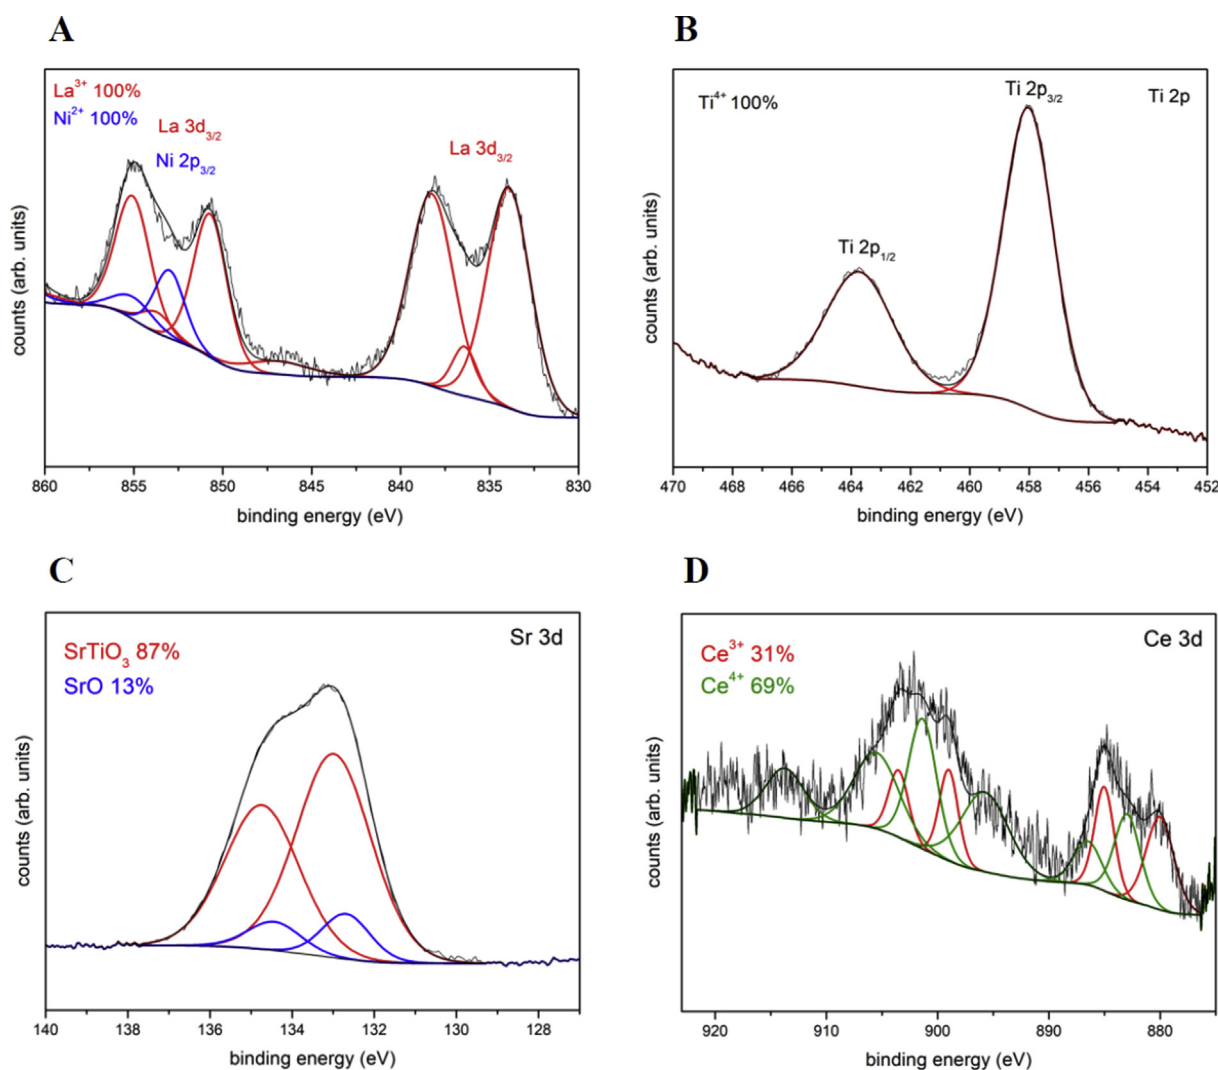 A
La³⁺ 100%
Ni²⁺ 100%
La 3d₃/₂
Ni 2p₃/₂
La 3d₃/₂
counts (arb. units)
860 855 850 845 840 835 830
binding energy (eV)
B
Ti⁴⁺ 100%
Ti 2p₃/₂
Ti 2p
Ti 2p₁/₂
counts (arb. units)
470 468 466 464 462 460 458 456 454 452
binding energy (eV)
C
SrTiO₃ 87%
SrO 13%
Sr 3d
counts (arb. units)
140 138 136 134 132 130 128
binding energy (eV)
D
Ce³⁺ 31%
Ce⁴⁺ 69%
Ce 3d
counts (arb. units)
920 910 900 890 880
binding energy (eV)